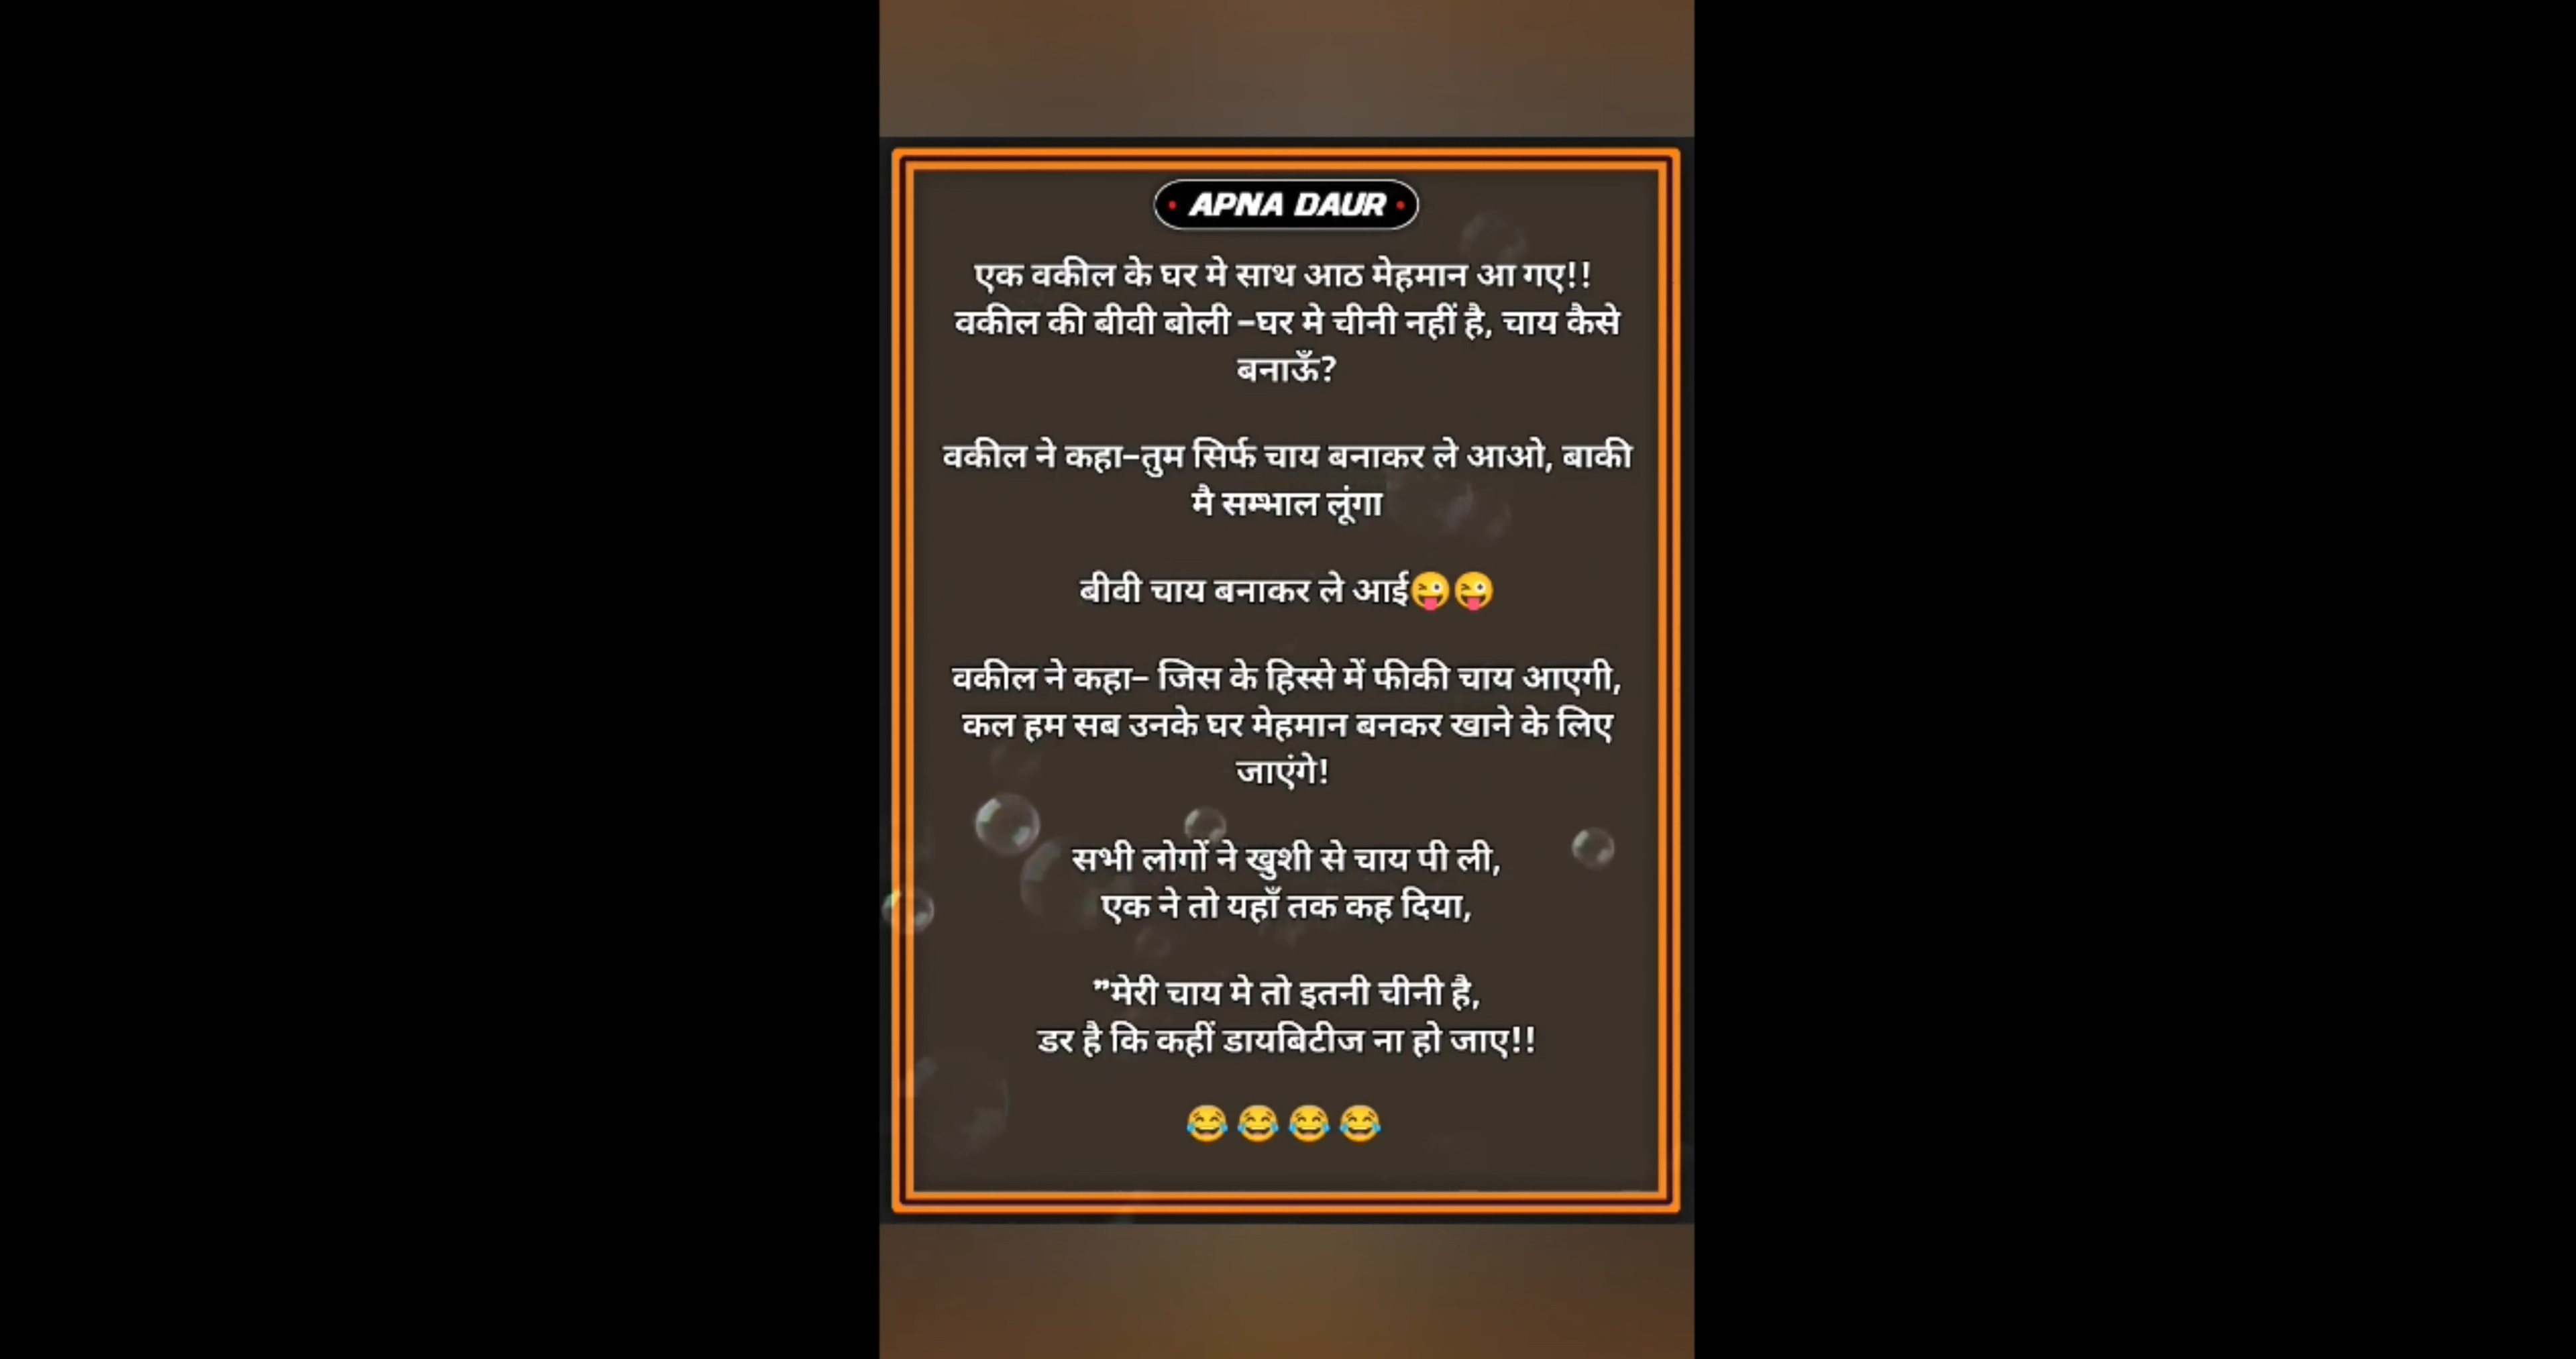 • APNA DAUR •
एक वकील के घर मे साथ आठ मेहमान आ गए!!
वकील की बीवी बोली –घर मे चीनी नहीं है, चाय कैसे
बनाऊँ?
वकील ने कहा–तुम सिर्फ चाय बनाकर ले आओ, बाकी
मै सम्भाल लूंगा
बीवी चाय बनाकर ले आई😜😜
वकील ने कहा– जिस के हिस्से में फीकी चाय आएगी,
कल हम सब उनके घर मेहमान बनकर खाने के लिए
जाएंगे!
सभी लोगों ने खुशी से चाय पी ली,
एक ने तो यहाँ तक कह दिया,
”मेरी चाय मे तो इतनी चीनी है,
डर है कि कहीं डायबिटीज ना हो जाए!!
😂😂😂😂